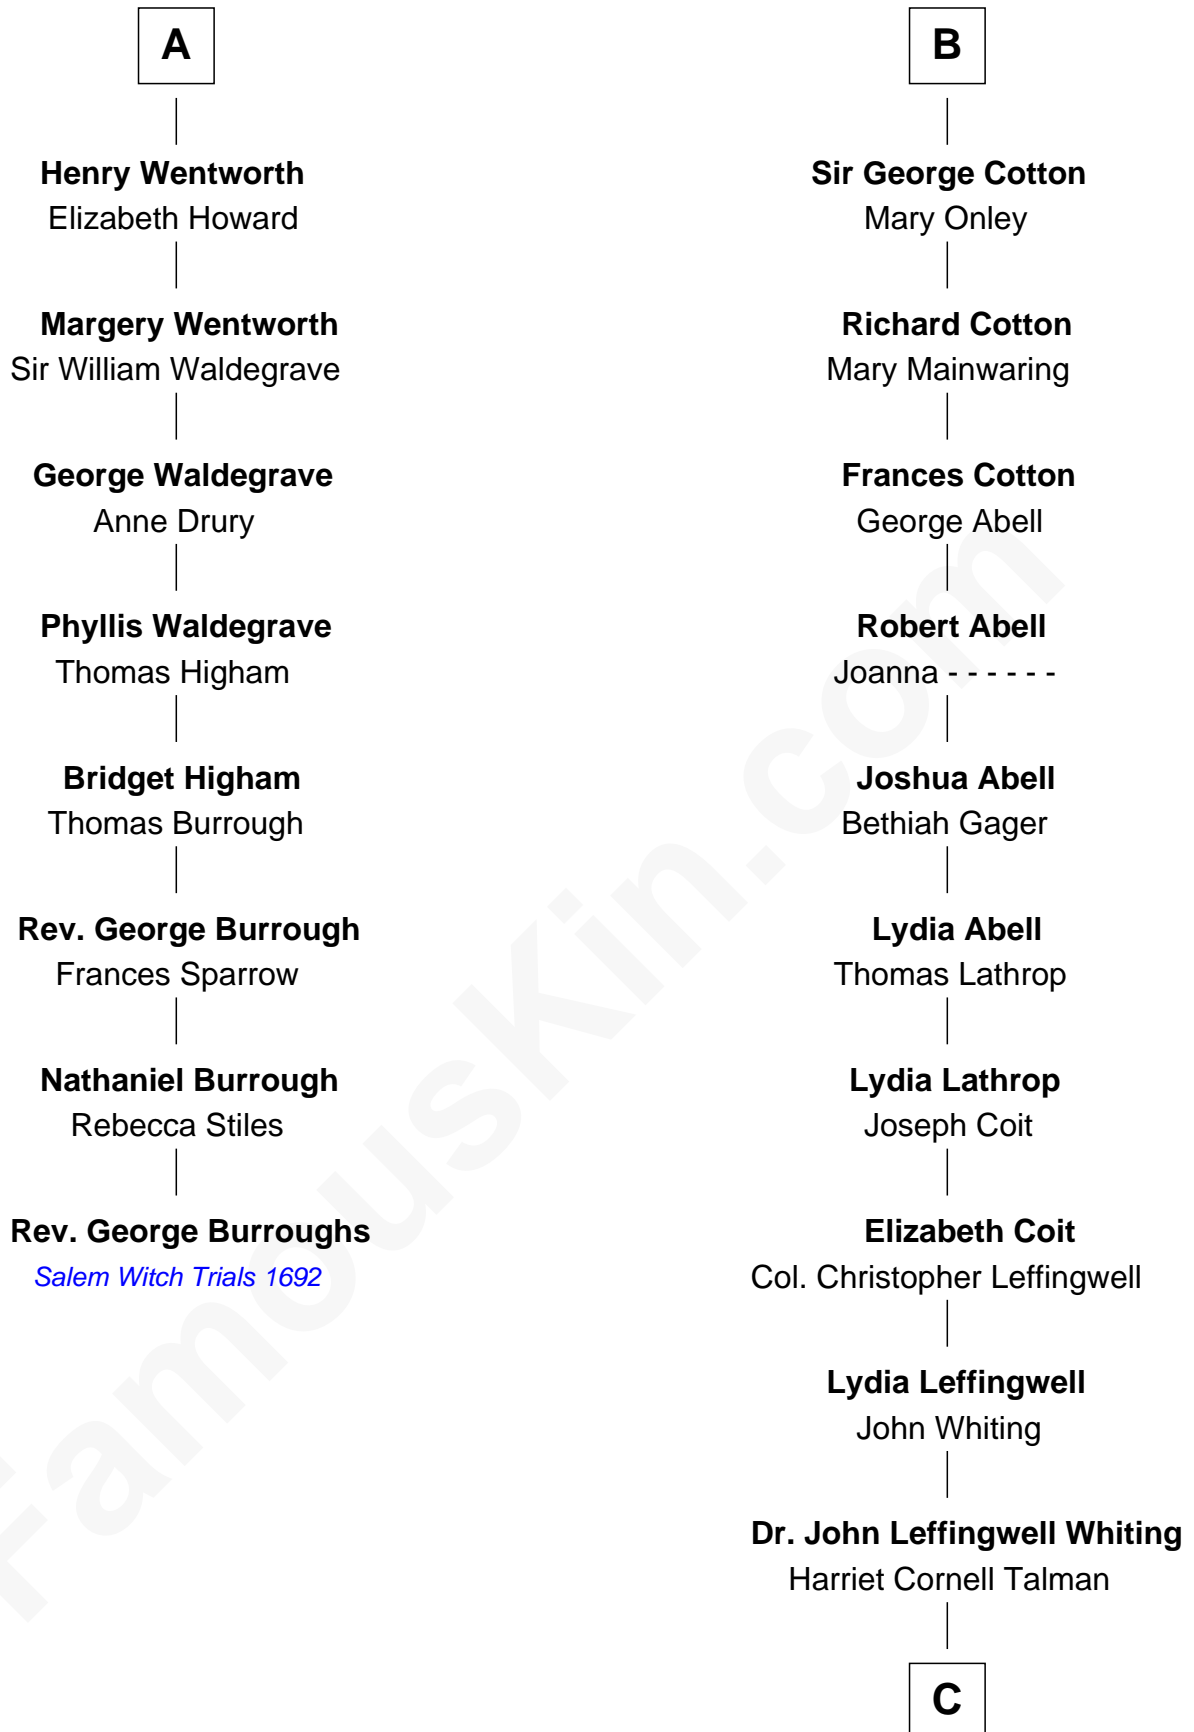 A
Henry Wentworth
Elizabeth Howard
Margery Wentworth
Sir William Waldegrave
George Waldegrave
Anne Drury
Phyllis Waldegrave
Thomas Higham
Bridget Higham
Thomas Burrough
Rev. George Burrough
Frances Sparrow
Nathaniel Burrough
Rebecca Stiles
Rev. George Burroughs
Salem Witch Trials 1692
B
Sir George Cotton
Mary Onley
Richard Cotton
Mary Mainwaring
Frances Cotton
George Abell
Robert Abell
Joanna - - - - - -
Joshua Abell
Bethiah Gager
Lydia Abell
Thomas Lathrop
Lydia Lathrop
Joseph Coit
Elizabeth Coit
Col. Christopher Leffingwell
Lydia Leffingwell
John Whiting
Dr. John Leffingwell Whiting
Harriet Cornell Talman
C
FamousKin.com